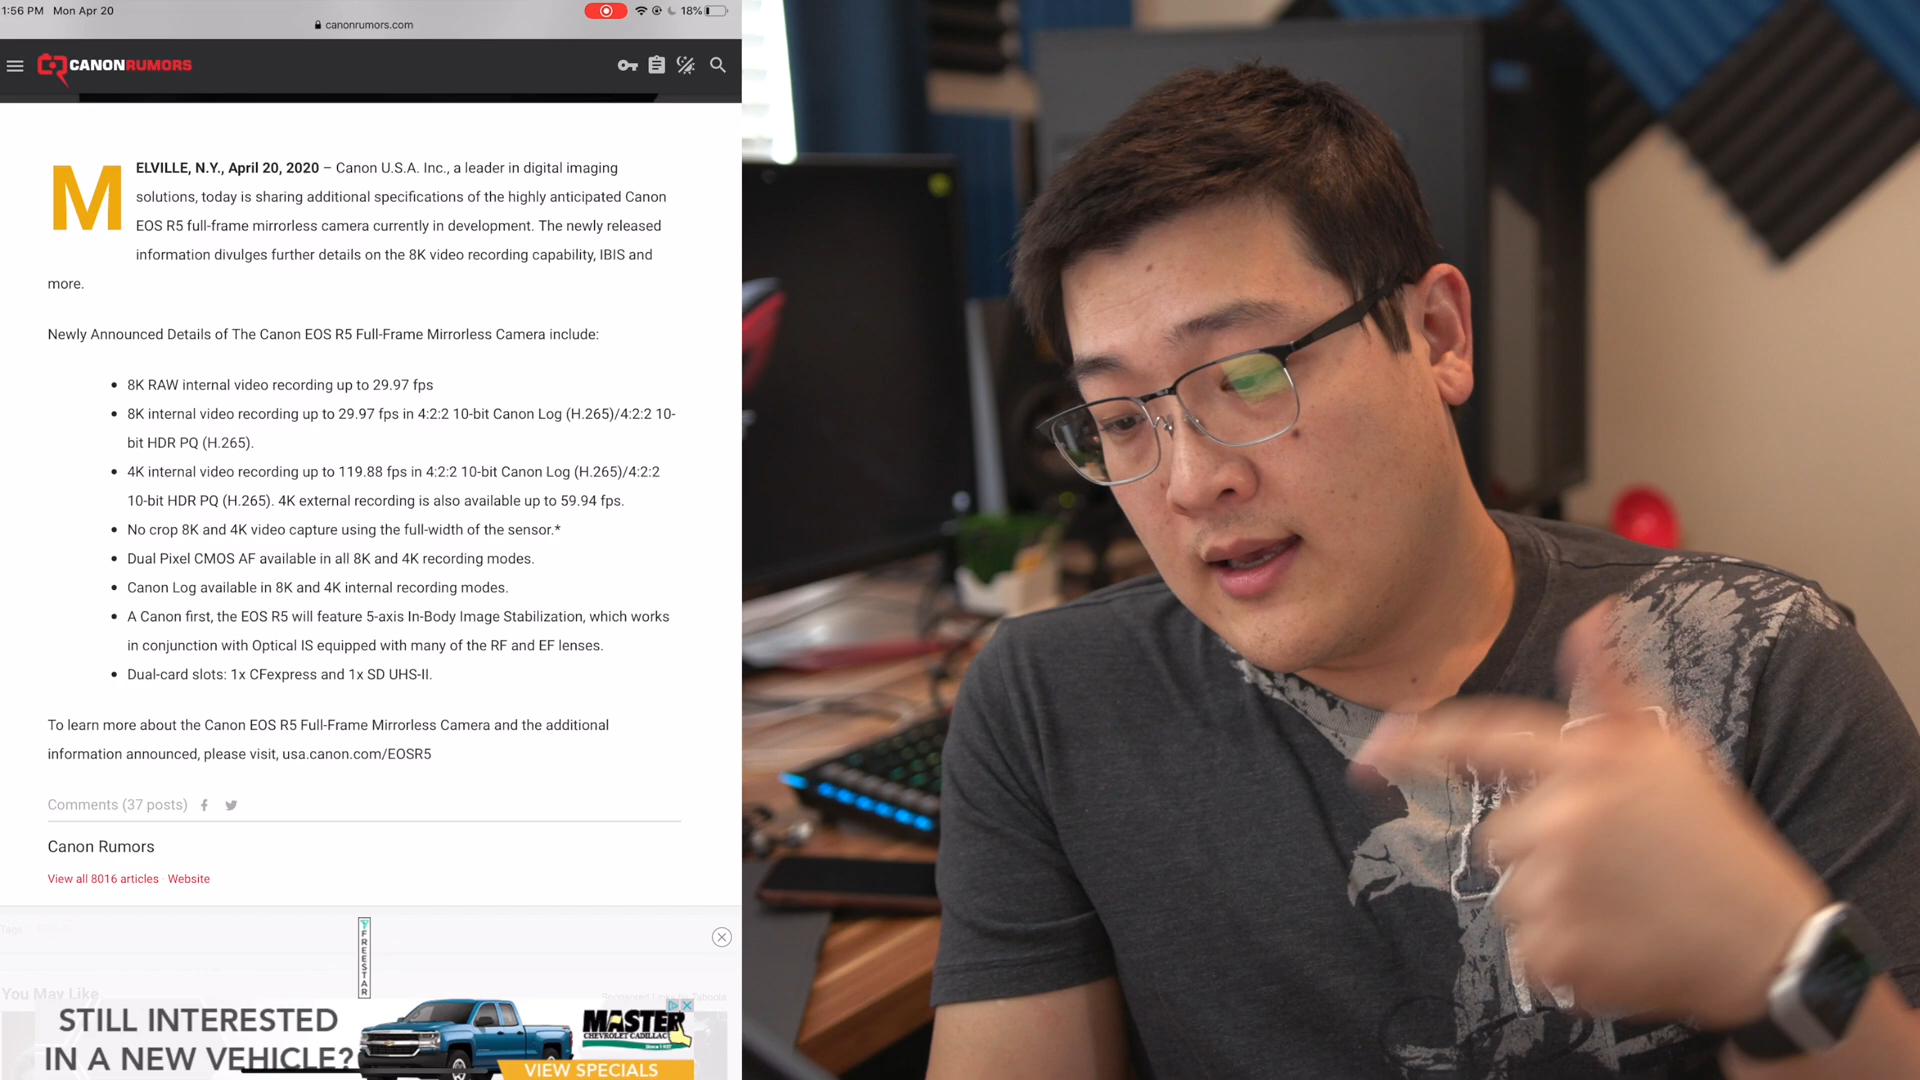 1:56 PM Mon Apr 20
18%
canonrumors.com
CANONRUMORS
MELVILLE, N.Y., April 20, 2020 – Canon U.S.A. Inc., a leader in digital imaging
solutions, today is sharing additional specifications of the highly anticipated Canon
EOS R5 full-frame mirrorless camera currently in development. The newly released
information divulges further details on the 8K video recording capability, IBIS and
more.
Newly Announced Details of The Canon EOS R5 Full-Frame Mirrorless Camera include:
• 8K RAW internal video recording up to 29.97 fps
• 8K internal video recording up to 29.97 fps in 4:2:2 10-bit Canon Log (H.265)/4:2:2 10-
bit HDR PQ (H.265).
• 4K internal video recording up to 119.88 fps in 4:2:2 10-bit Canon Log (H.265)/4:2:2
10-bit HDR PQ (H.265). 4K external recording is also available up to 59.94 fps.
• No crop 8K and 4K video capture using the full-width of the sensor.*
• Dual Pixel CMOS AF available in all 8K and 4K recording modes.
• Canon Log available in 8K and 4K internal recording modes.
• A Canon first, the EOS R5 will feature 5-axis In-Body Image Stabilization, which works
in conjunction with Optical IS equipped with many of the RF and EF lenses.
• Dual-card slots: 1x CFexpress and 1x SD UHS-II.
To learn more about the Canon EOS R5 Full-Frame Mirrorless Camera and the additional
information announced, please visit, usa.canon.com/EOSR5
Comments (37 posts)
Canon Rumors
View all 8016 articles · Website
Tags
FREESTAR
You May Like
Sponsored Links by Taboola
STILL INTERESTED
IN A NEW VEHICLE?
MASTER
CHEVROLET CADILLAC
VIEW SPECIALS